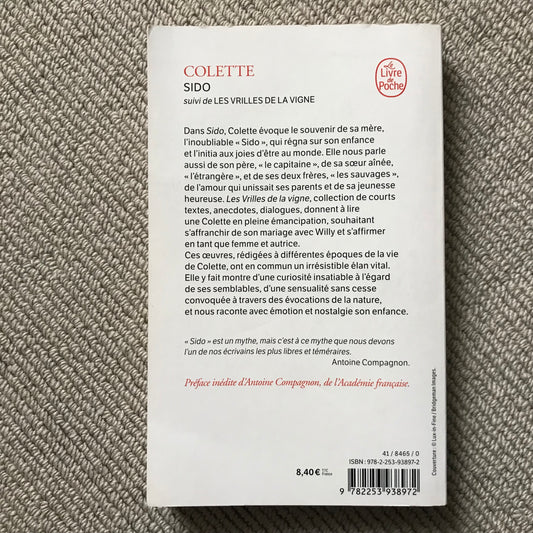 COLETTE
SIDO
suivi de LES VRILLES DE LA VIGNE
Le
Livre
de
Poche
Dans Sido, Colette évoque le souvenir de sa mère,
l'inoubliable « Sido », qui régna sur son enfance
et l'initia aux joies d'être au monde. Elle nous parle
aussi de son père, « le capitaine », de sa sœur aînée,
« l'étrangère », et de ses deux frères, « les sauvages »,
de l'amour qui unissait ses parents et de sa jeunesse
heureuse. Les Vrilles de la vigne, collection de courts
textes, anecdotes, dialogues, donnent à lire
une Colette en pleine émancipation, souhaitant
s'affranchir de son mariage avec Willy et s'affirmer
en tant que femme et autrice.
Ces œuvres, rédigées à différentes époques de la vie
de Colette, ont en commun un irrésistible élan vital.
Elle y fait montre d'une curiosité insatiable à l'égard
de ses semblables, d'une sensualité sans cesse
convoquée à travers des évocations de la nature,
et nous raconte avec émotion et nostalgie son enfance.
« Sido » est un mythe, mais c'est à ce mythe que nous devons
l'un de nos écrivains les plus libres et téméraires.
Antoine Compagnon.
Préface inédite d'Antoine Compagnon, de l'Académie française.
Couverture : © Lux-in-Fine / Bridgeman Images.
41 / 8465 / 0
ISBN : 978-2-253-93897-2
8,40 € TTC
France
9 782253 938972